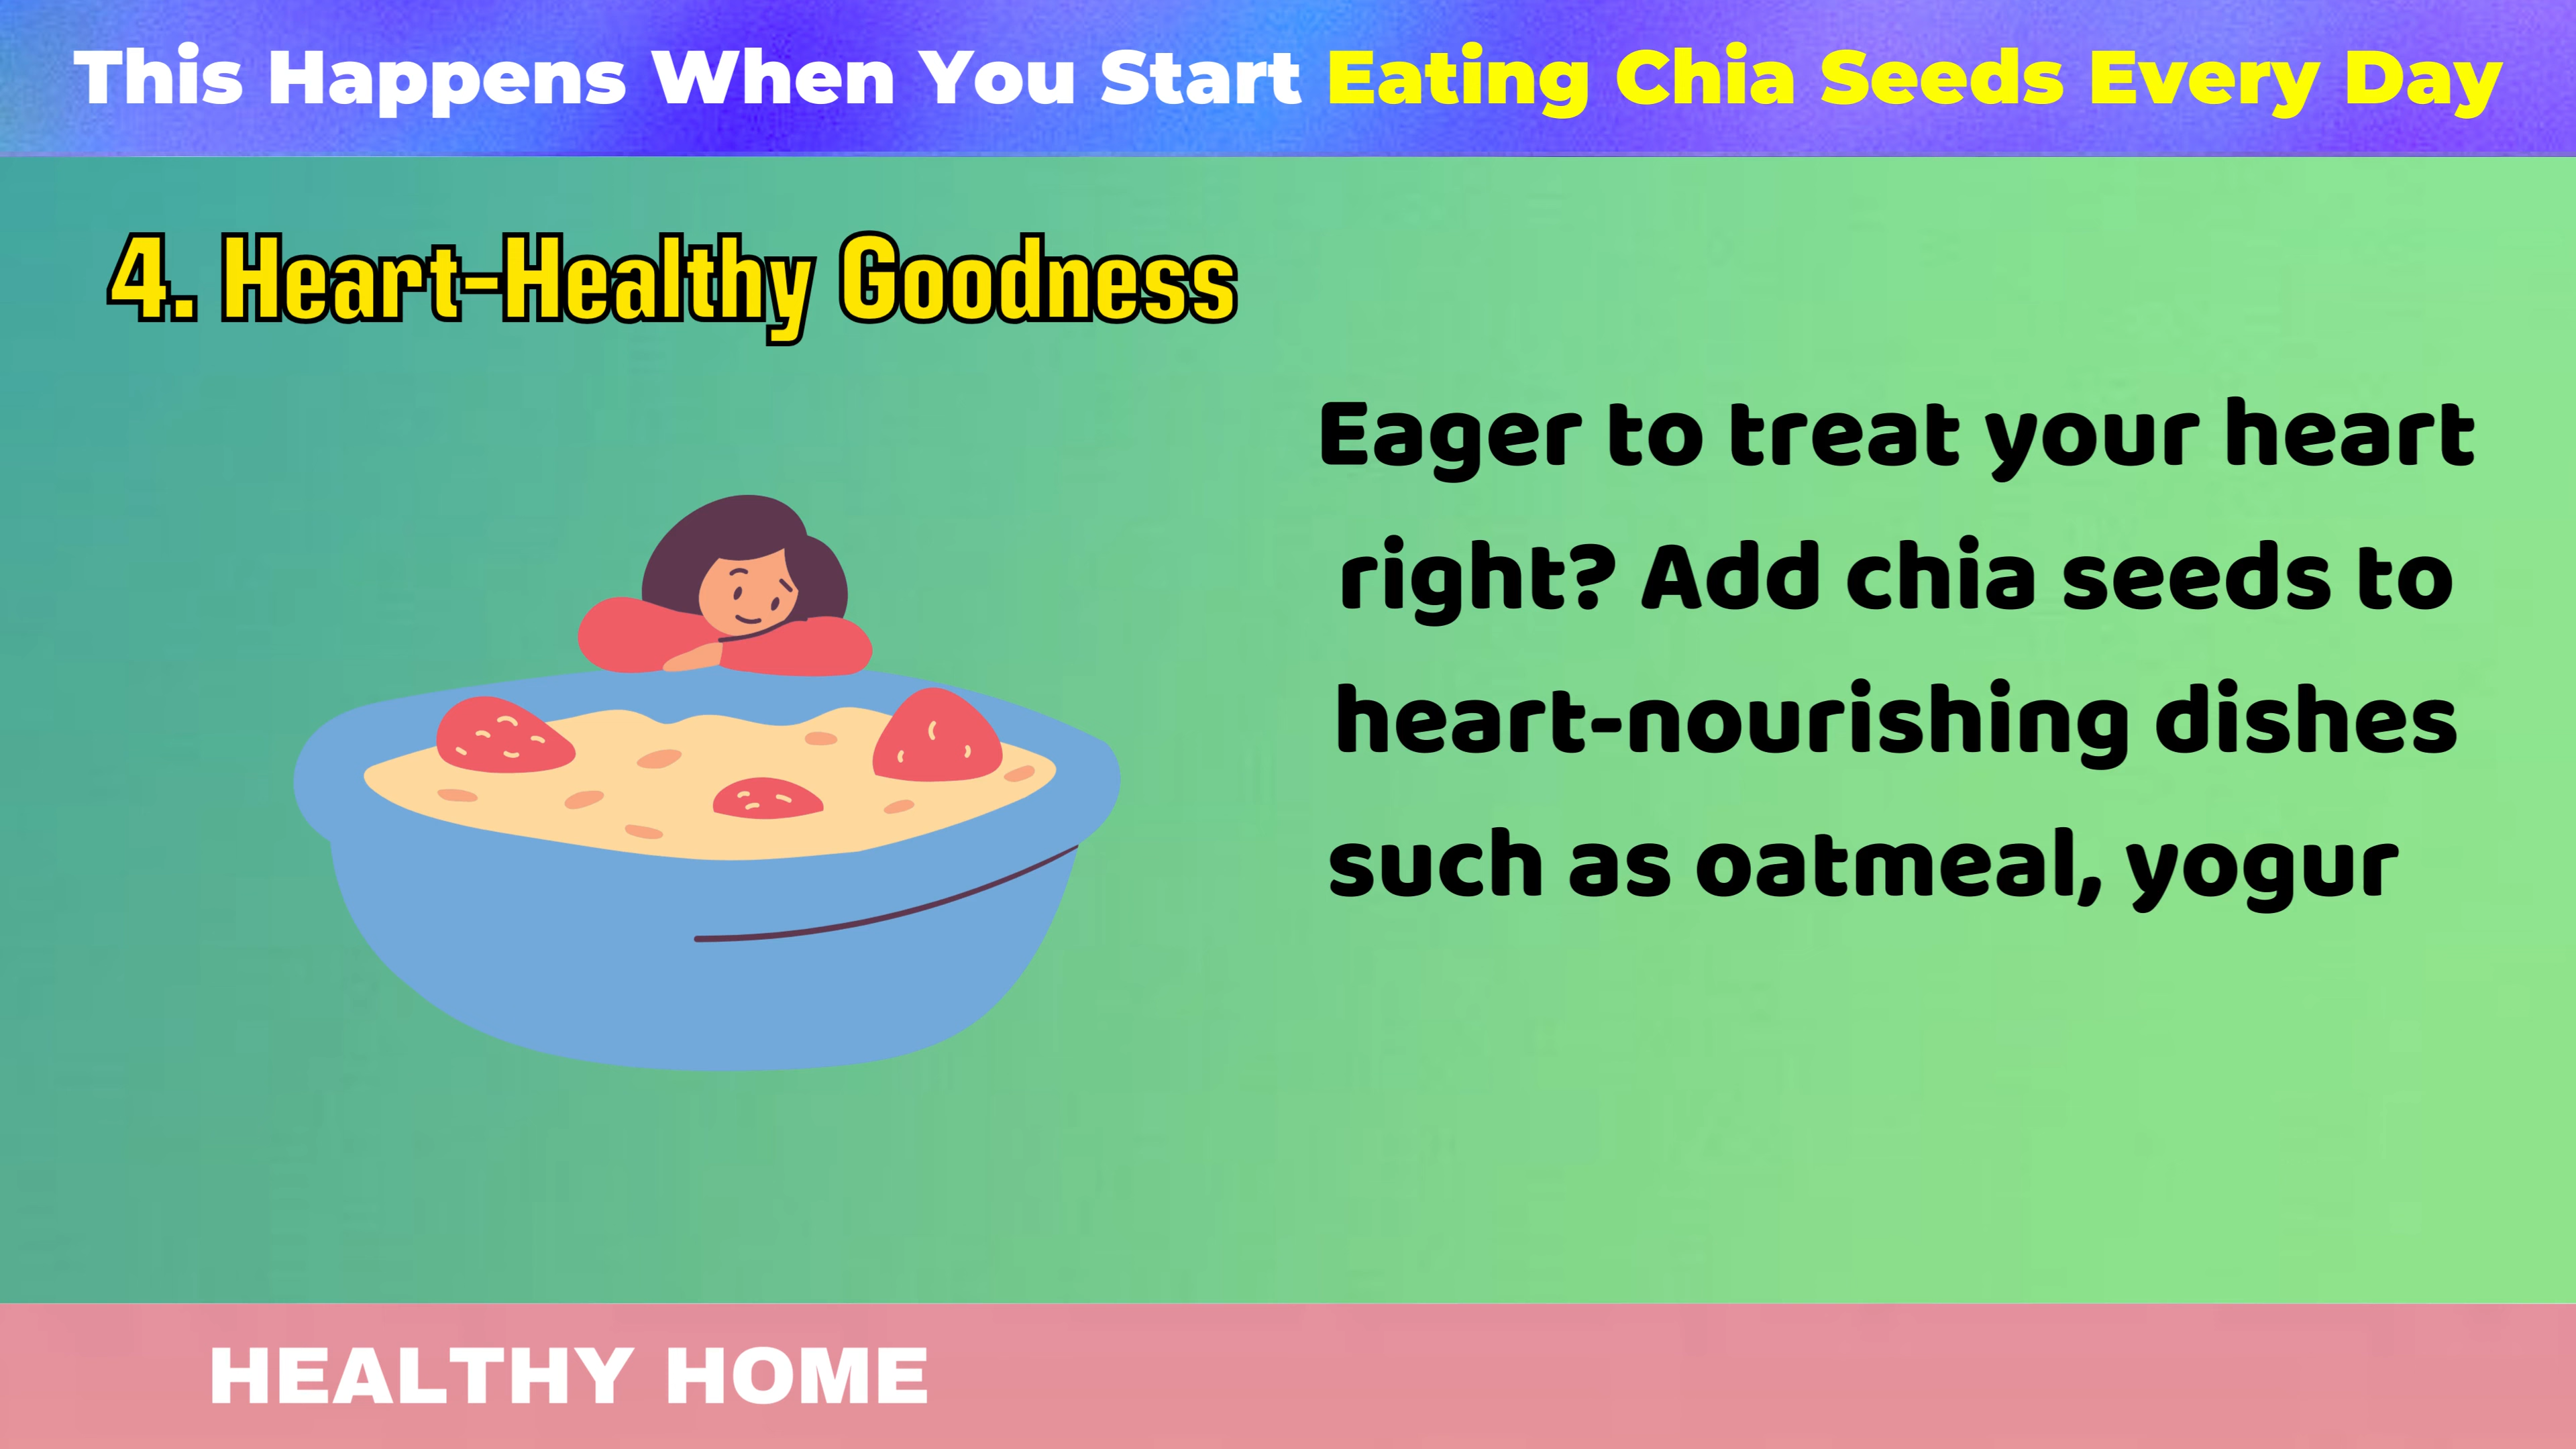 This Happens When You Start Eating Chia Seeds Every Day
4. Heart-Healthy Goodness
Eager to treat your heart
right? Add chia seeds to
heart-nourishing dishes
such as oatmeal, yogur
HEALTHY HOME